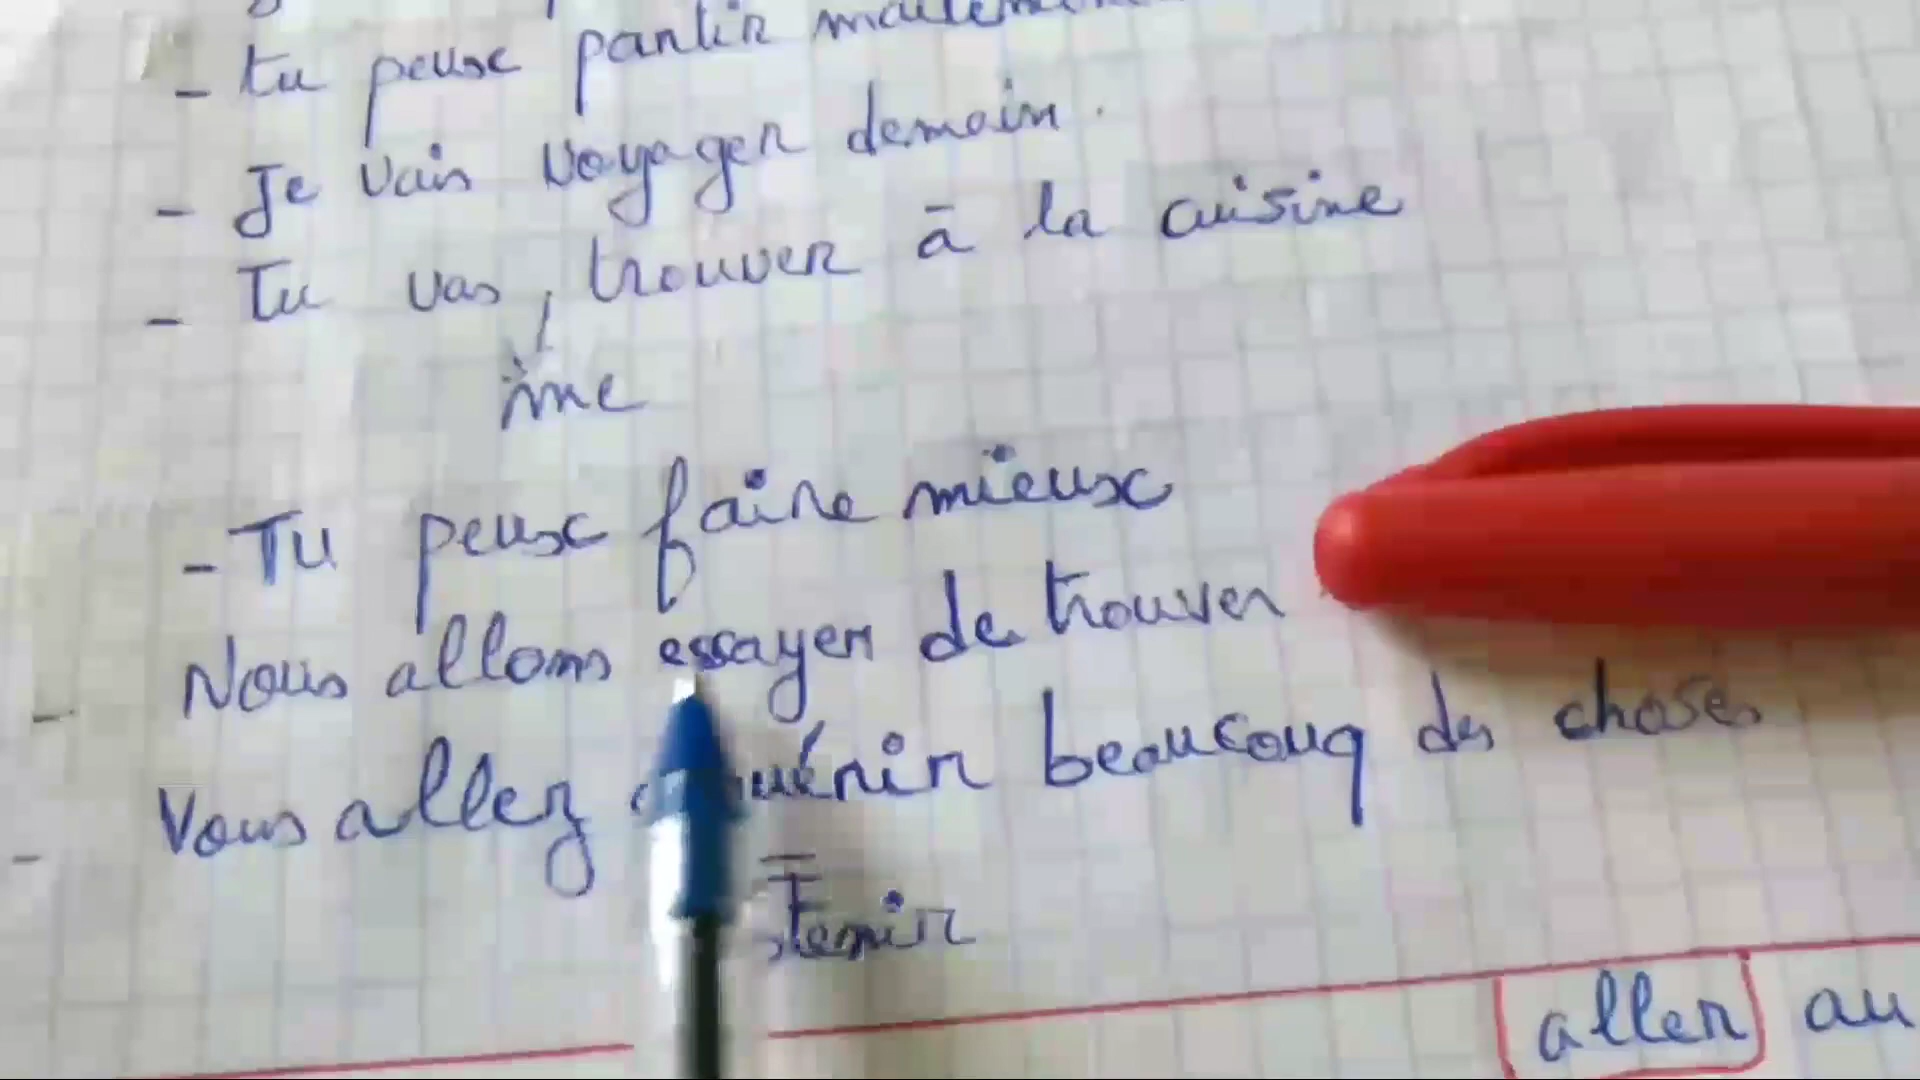 - tu peux partir
- Je vais voyager demain.
- Tu vas, trouver à la cuisine
me
- Tu peux faire mieux
- Nous allons essayer de trouver
- Vous allez beaucoup des choses
aller au